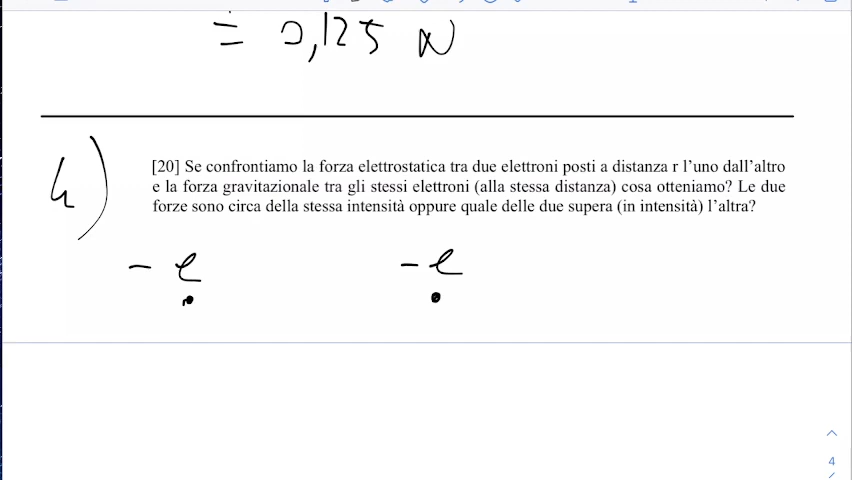 = 0,125 N
4)
[20] Se confrontiamo la forza elettrostatica tra due elettroni posti a distanza r l’uno dall’altro
e la forza gravitazionale tra gli stessi elettroni (alla stessa distanza) cosa otteniamo? Le due
forze sono circa della stessa intensità oppure quale delle due supera (in intensità) l’altra?
- e - e
4